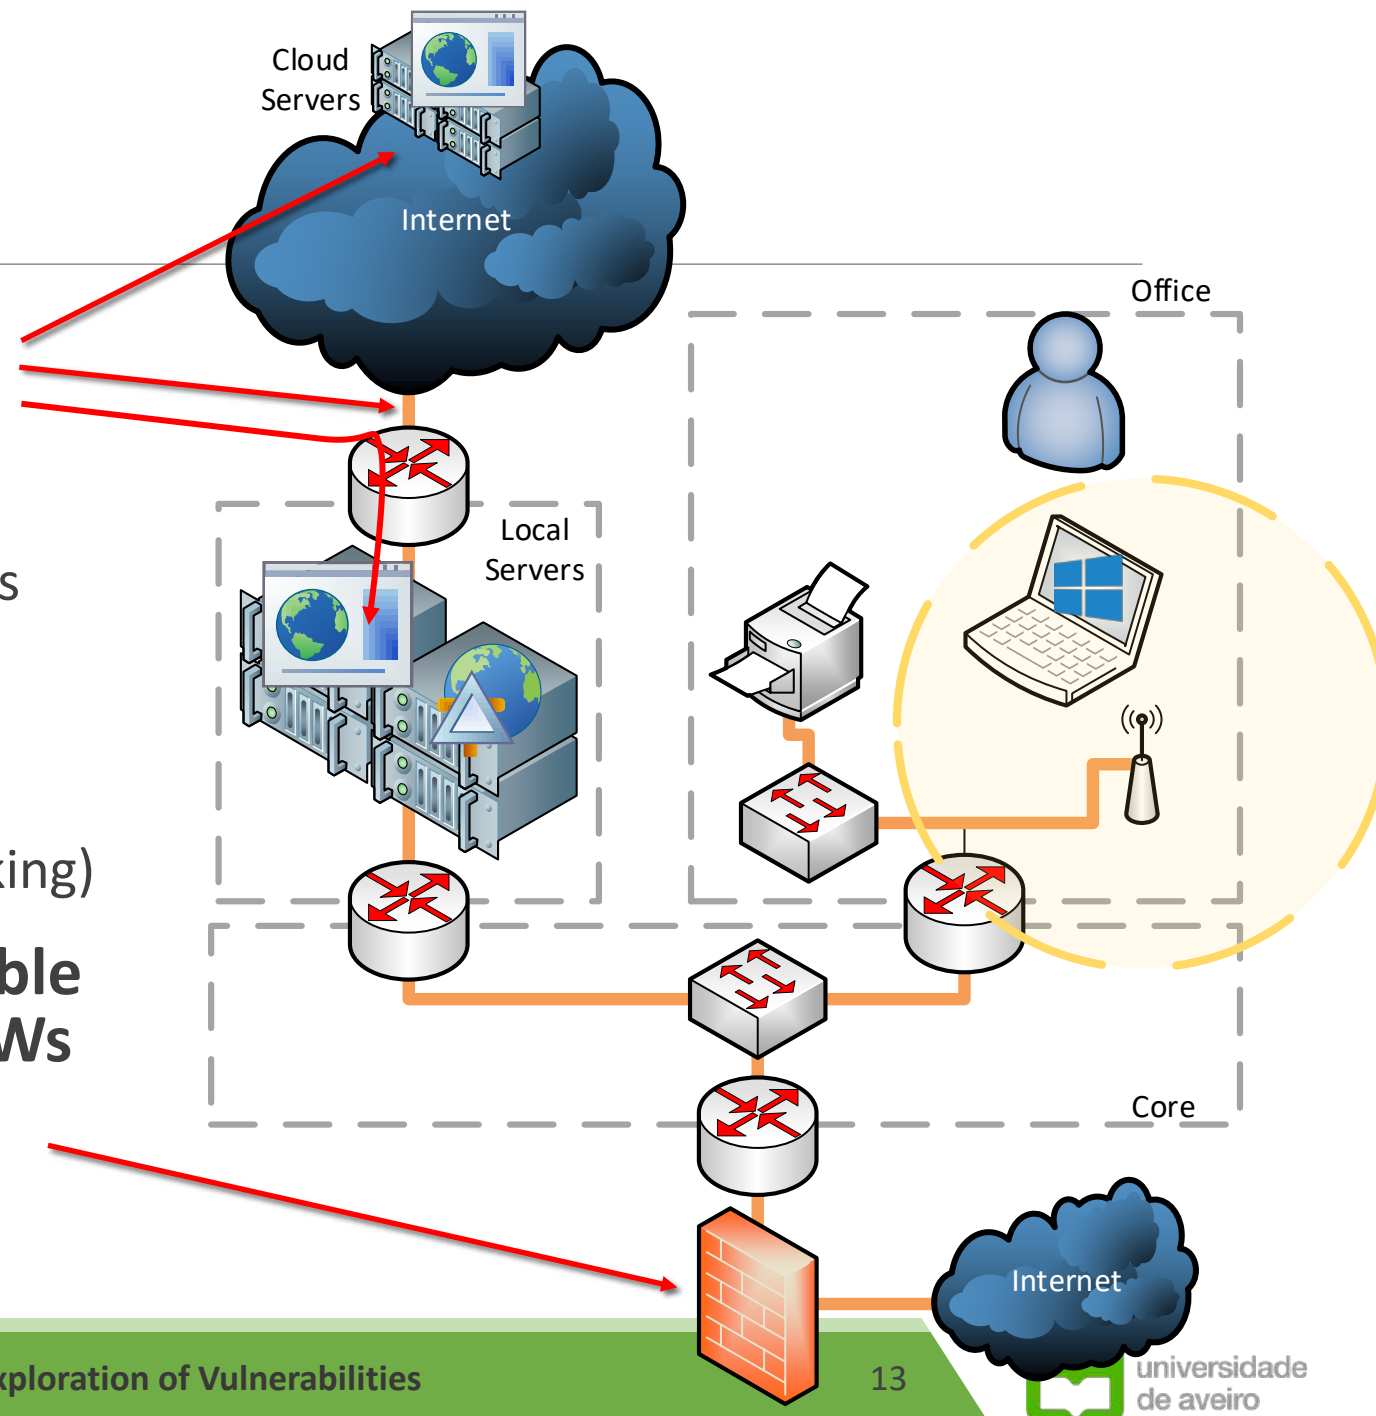 Cloud
Servers
Internet
Office
Local
Servers
s
king)
ble
Ws
Core
Internet
xploration of Vulnerabilities
13
universidade
de aveiro